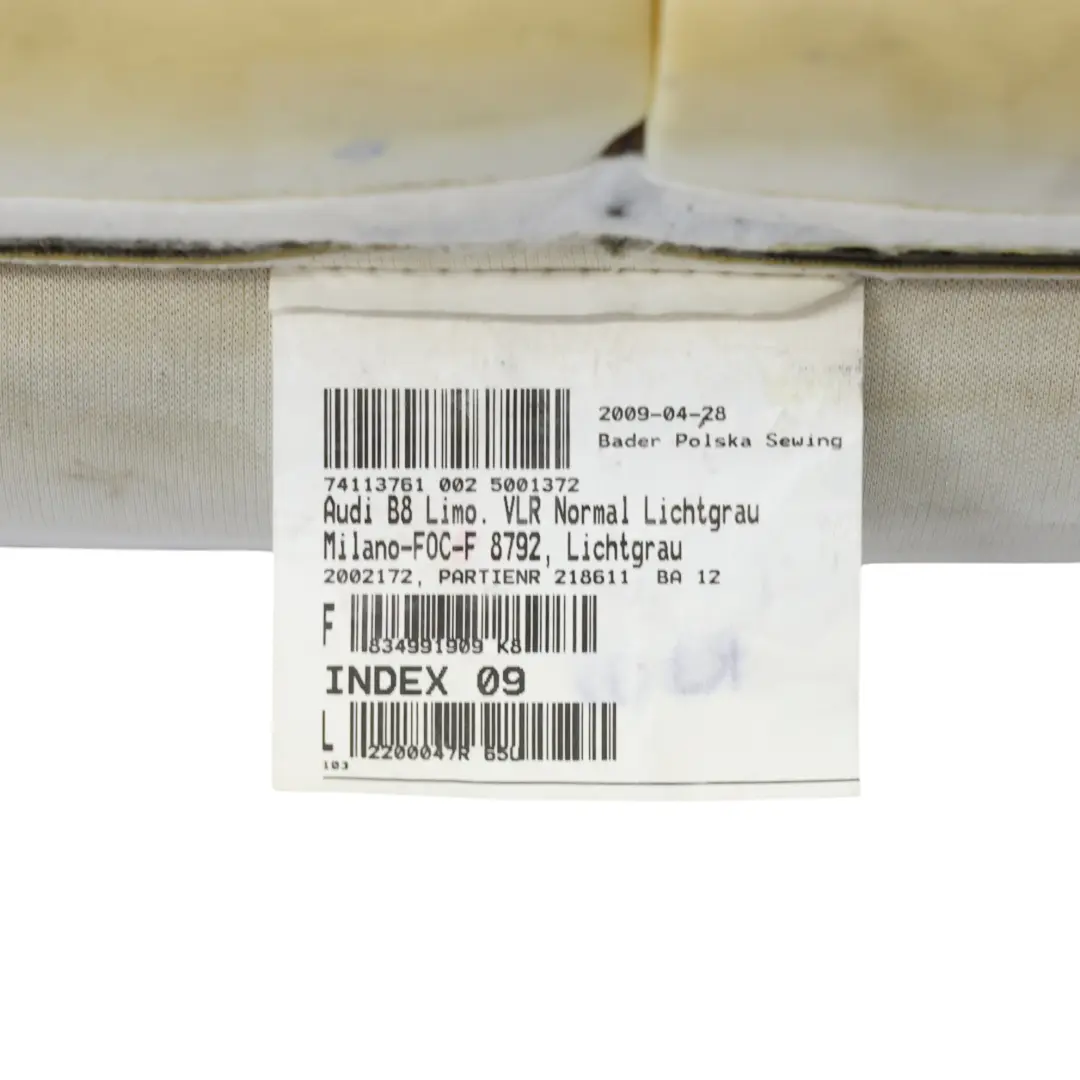 2009-04-28
Bader Polska Sewing
74113761 002 5001372
Audi B8 Limo. VLR Normal Lichtgrau
Milano-FOC-F 8792, Lichtgrau
2002172, PARTIENR 218611 BA 12
F
834991909 K8
INDEX 09
L
2200047R 65U
103